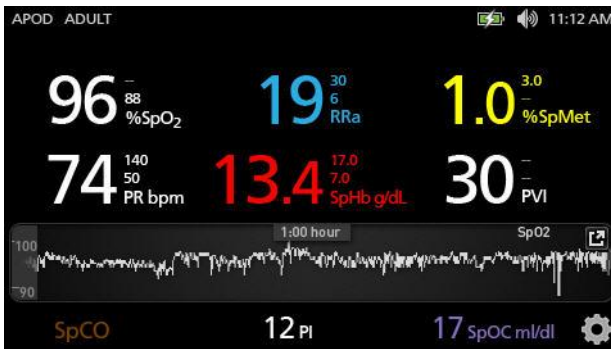 APOD ADULT 11:12 AM
96 – 88 %SpO₂ 19 30 6 RRa 1.0 3.0 – %SpMet
74 140 50 PR bpm 13.4 17.0 7.0 SpHb g/dL 30 – – PVI
1:00 hour SpO2
100
90
SpCO 12 PI 17 SpOC ml/dl